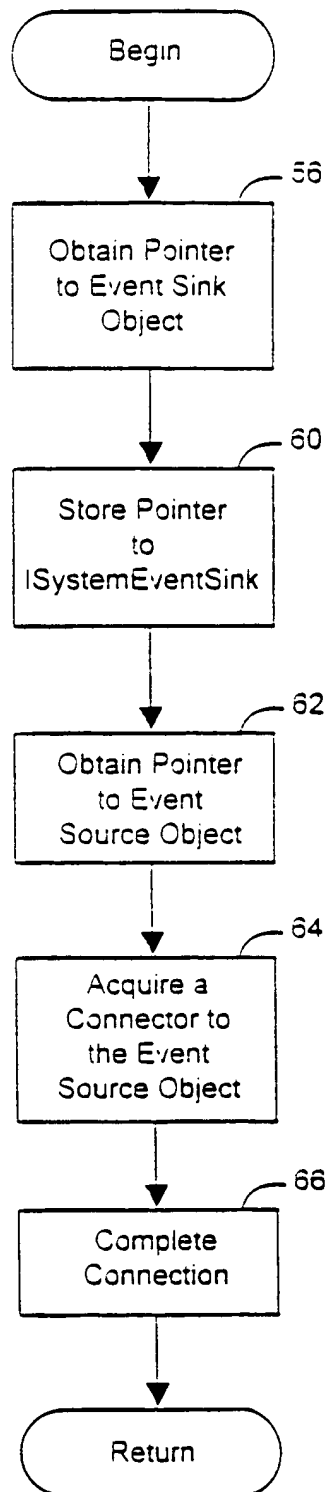 Begin
56
Obtain Pointer
to Event Sink
Object
60
Store Pointer
to
ISystemEventSink
62
Obtain Pointer
to Event
Source Object
64
Acquire a
Connector to
the Event
Source Object
66
Complete
Connection
Return